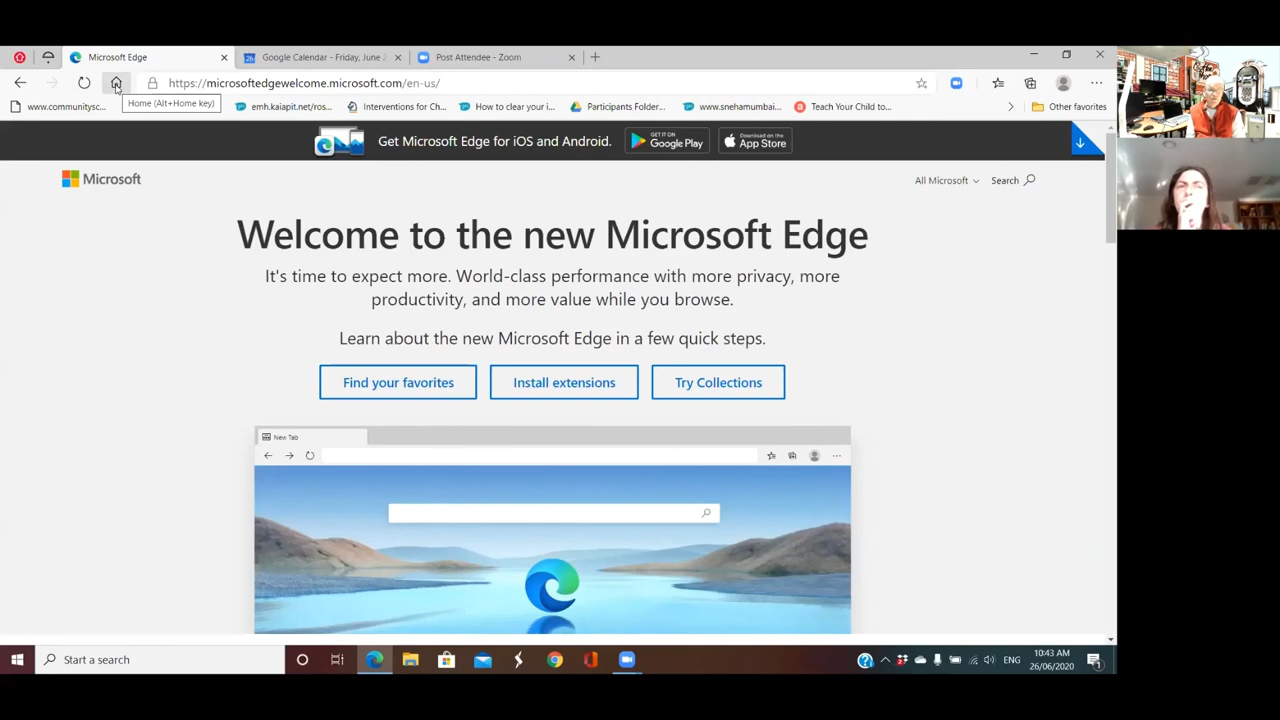 Microsoft Edge
Google Calendar - Friday, June 2
Post Attendee - Zoom
https://microsoftedgewelcome.microsoft.com/en-us/
Home (Alt+Home key)
www.communitysc...
emh.kaiapit.net/ros...
Interventions for Ch...
How to clear your i...
Participants Folder...
www.snehamumbai...
Teach Your Child to...
Other favorites
Get Microsoft Edge for iOS and Android.
GET IT ON
Google Play
Download on the
App Store
Microsoft
All Microsoft
Search
Welcome to the new Microsoft Edge
It's time to expect more. World-class performance with more privacy, more
productivity, and more value while you browse.
Learn about the new Microsoft Edge in a few quick steps.
Find your favorites
Install extensions
Try Collections
New Tab
Start a search
ENG
10:43 AM
26/06/2020
1